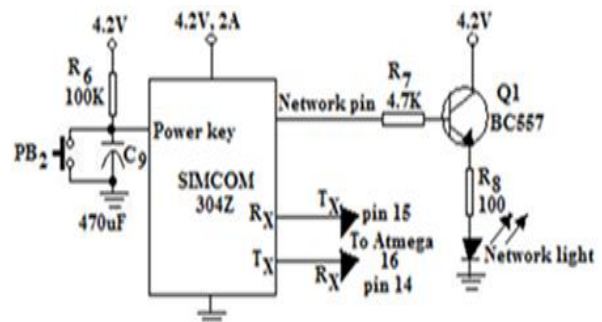 4.2V
R6
100K
PB2
C9
470uF
4.2V, 2A
Power key
SIMCOM
304Z
RX
TX
Network pin
R7
4.7K
4.2V
Q1
BC557
R8
100
Network light
TX
pin 15
To Atmega
16
RX
pin 14